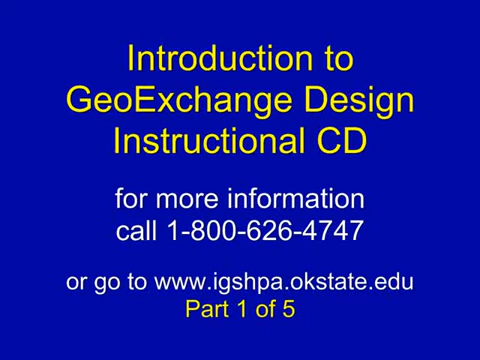 Introduction to
GeoExchange Design
Instructional CD
for more information
call 1-800-626-4747
or go to www.igshpa.okstate.edu
Part 1 of 5